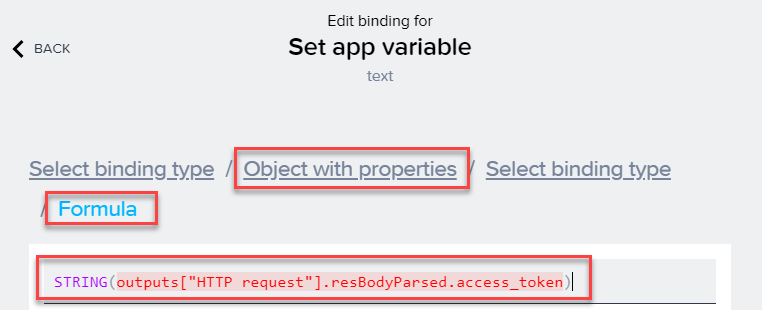 Edit binding for
BACK
Set app variable
text
Select binding type / Object with properties / Select binding type
/ Formula
STRING(outputs["HTTP request"].resBodyParsed.access_token)